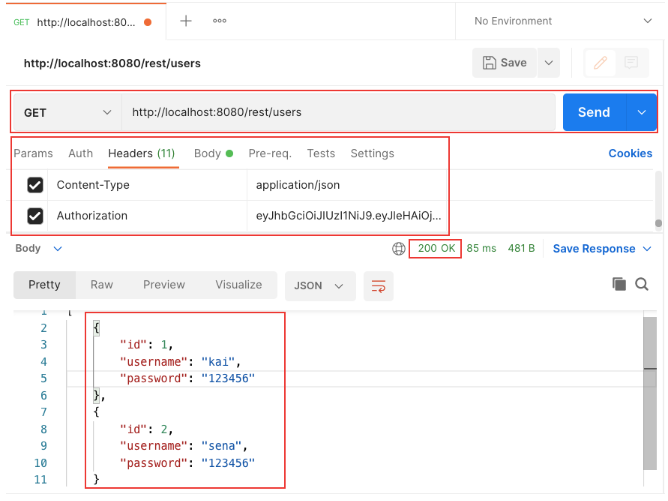 GET http://localhost:80... + ooo No Environment
http://localhost:8080/rest/users Save
GET http://localhost:8080/rest/users Send
Params Auth Headers (11) Body Pre-req. Tests Settings Cookies
Content-Type application/json
Authorization eyJhbGciOiJIUzI1NiJ9.eyJleHAiOj...
Body 200 OK 85 ms 481 B Save Response
Pretty Raw Preview Visualize JSON
1 [
2 {
3 "id": 1,
4 "username": "kai",
5 "password": "123456"
6 },
7 {
8 "id": 2,
9 "username": "sena",
10 "password": "123456"
11 }